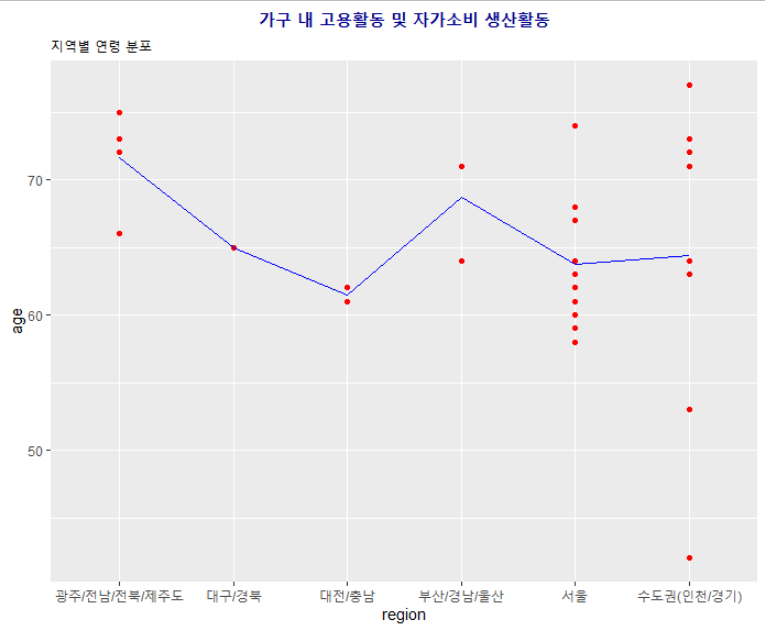 가구 내 고용활동 및 자가소비 생산활동
지역별 연령 분포
70
60
50
age
광주/전남/전북/제주도 대구/경북 대전/충남 부산/경남/울산 서울 수도권(인천/경기)
region